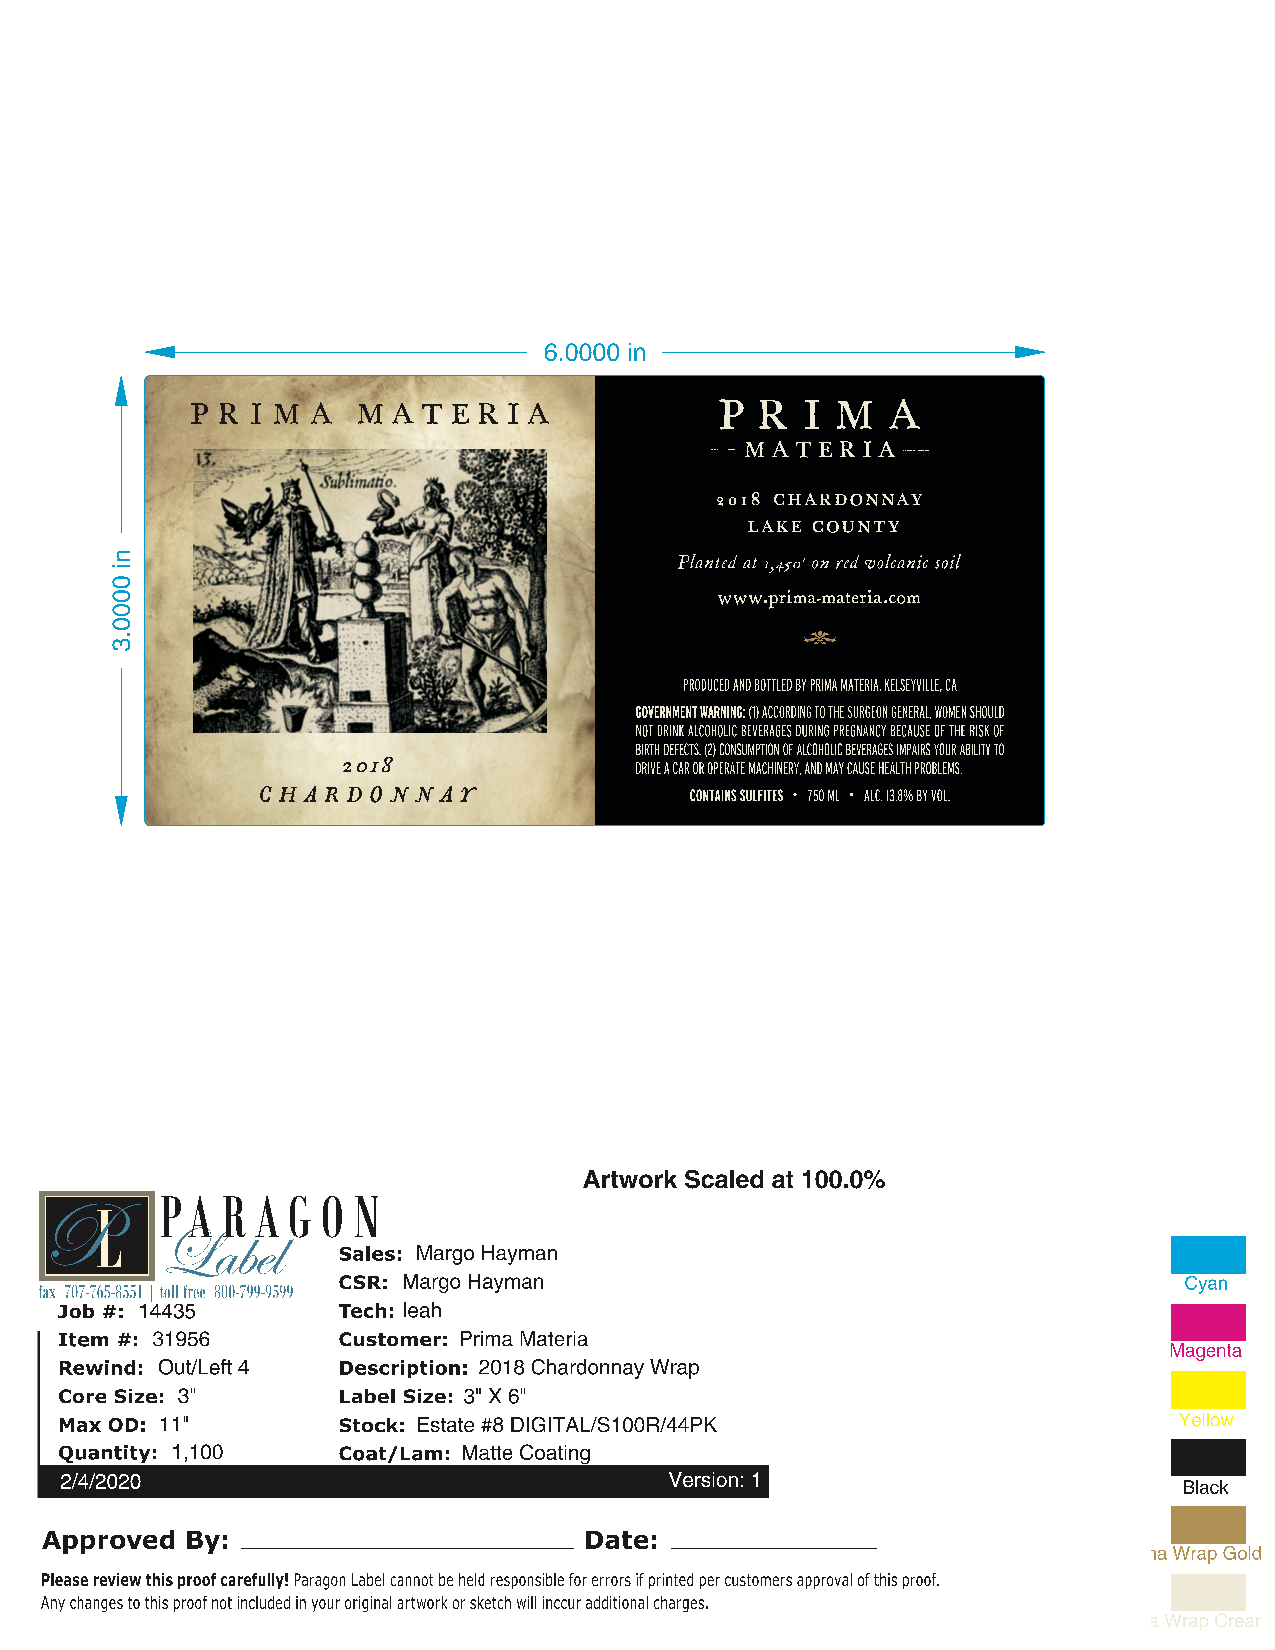 6.0000 in
3.0000 in
PRIMA MATERIA
13.
Sublimatio.
2018
CHARDONNAY
PRIMA
MATERIA
2018 CHARDONNAY
LAKE COUNTY
Planted at 1,450' on red volcanic soil
www.prima-materia.com
PRODUCED AND BOTTLED BY PRIMA MATERIA, KELSEYVILLE, CA
GOVERNMENT WARNING: (1) ACCORDING TO THE SURGEON GENERAL, WOMEN SHOULD
NOT DRINK ALCOHOLIC BEVERAGES DURING PREGNANCY BECAUSE OF THE RISK OF
BIRTH DEFECTS. (2) CONSUMPTION OF ALCOHOLIC BEVERAGES IMPAIRS YOUR ABILITY TO
DRIVE A CAR OR OPERATE MACHINERY, AND MAY CAUSE HEALTH PROBLEMS.
CONTAINS SULFITES • 750 ML • ALC. 13.8% BY VOL.
Artwork Scaled at 100.0%
PL
PARAGON
Label
fax 707-765-8551 | toll free 800-799-9599
Job #: 14435
Item #: 31956
Rewind: Out/Left 4
Core Size: 3"
Max OD: 11"
Quantity: 1,100
Sales: Margo Hayman
CSR: Margo Hayman
Tech: leah
Customer: Prima Materia
Description: 2018 Chardonnay Wrap
Label Size: 3" X 6"
Stock: Estate #8 DIGITAL/S100R/44PK
Coat/Lam: Matte Coating
2/4/2020 Version: 1
Cyan
Magenta
Yellow
Black
na Wrap Gold
a Wrap Crear
Approved By: Date:
Please review this proof carefully! Paragon Label cannot be held responsible for errors if printed per customers approval of this proof.
Any changes to this proof not included in your original artwork or sketch will inccur additional charges.